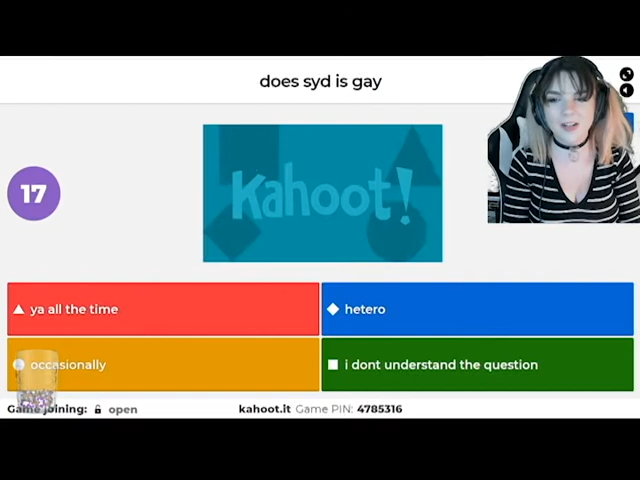 does syd is gay
17
Kahoot!
ya all the time
hetero
occasionally
i dont understand the question
Game joining: open
kahoot.it Game PIN: 4785316